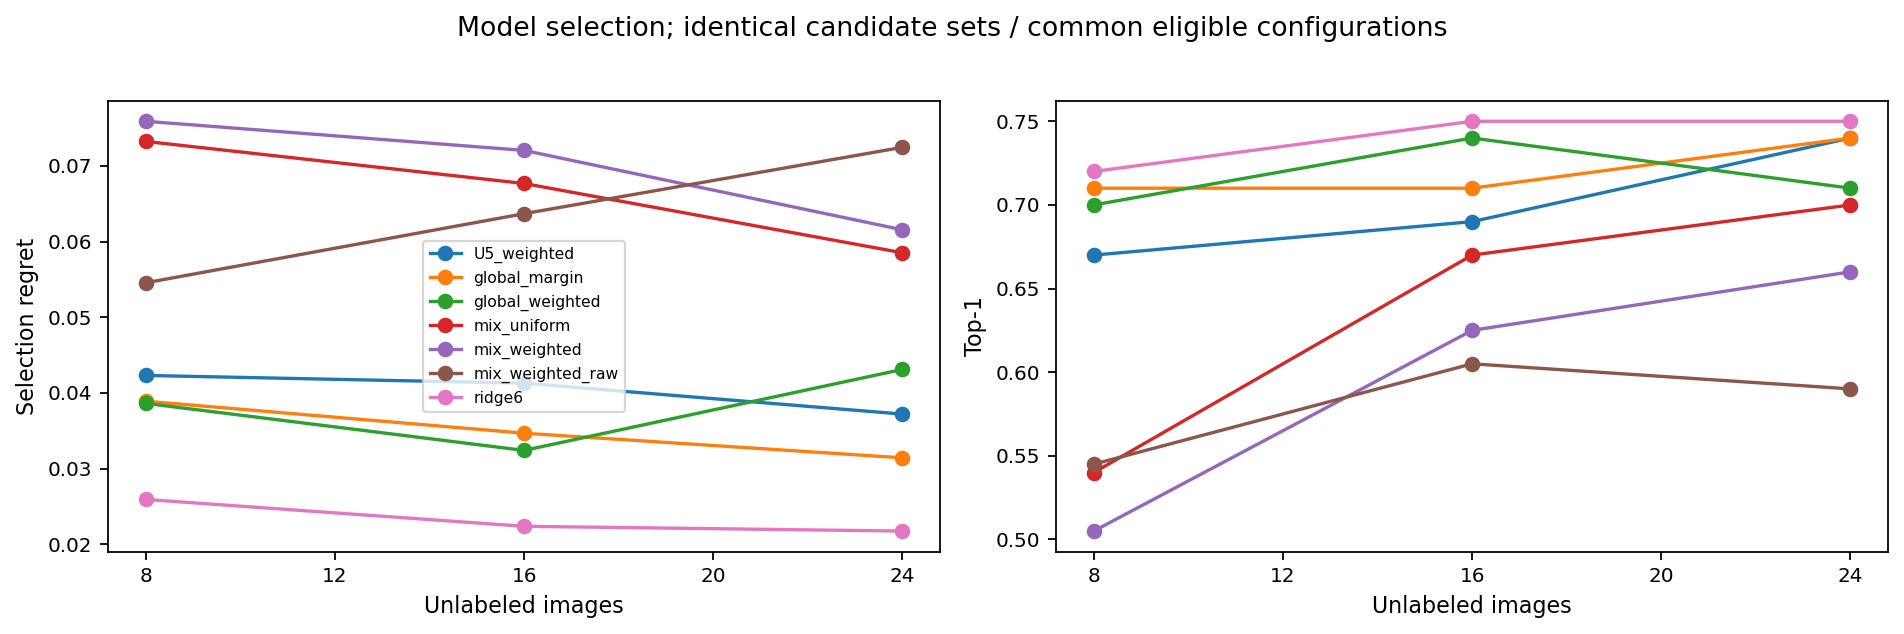 Model selection; identical candidate sets / common eligible configurations
Selection regret
0.07
0.06
0.05
0.04
0.03
0.02
8
12
16
20
24
Unlabeled images
U5_weighted
global_margin
global_weighted
mix_uniform
mix_weighted
mix_weighted_raw
ridge6
Top-1
0.75
0.70
0.65
0.60
0.55
0.50
8
12
16
20
24
Unlabeled images